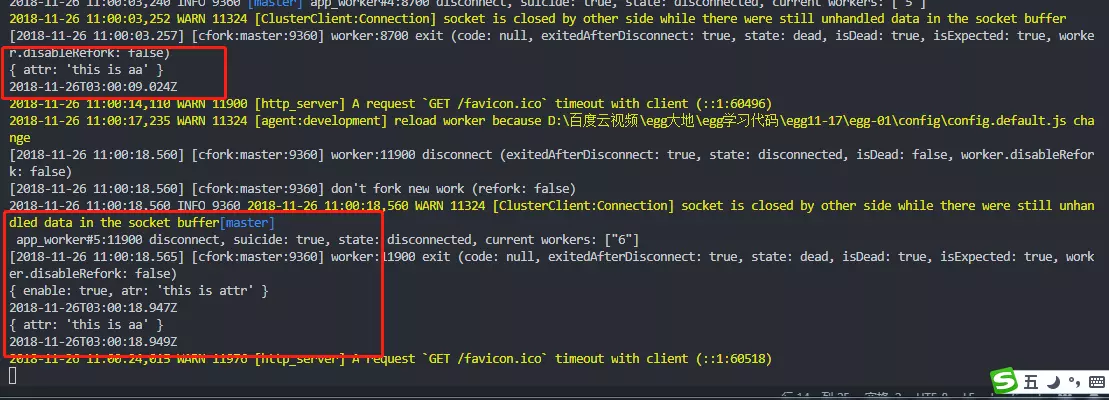 2018-11-26 11:00:03,240 INFO 9360 [master] app_worker#4:8700 disconnect, suicide: true, state: disconnected, current workers: ["5"]
2018-11-26 11:00:03,252 WARN 11324 [ClusterClient:Connection] socket is closed by other side while there were still unhandled data in the socket buffer
[2018-11-26 11:00:03.257] [cfork:master:9360] worker:8700 exit (code: null, exitedAfterDisconnect: true, state: dead, isDead: true, isExpected: true, worke
r.disableRefork: false)
{ attr: 'this is aa' }
2018-11-26T03:00:09.024Z
2018-11-26 11:00:14,110 WARN 11900 [http_server] A request `GET /favicon.ico` timeout with client (::1:60496)
2018-11-26 11:00:17,235 WARN 11324 [agent:development] reload worker because D:\百度云视频\egg大地\egg学习代码\egg11-17\egg-01\config\config.default.js cha
nge
[2018-11-26 11:00:18.560] [cfork:master:9360] worker:11900 disconnect (exitedAfterDisconnect: true, state: disconnected, isDead: false, worker.disableRefor
k: false)
[2018-11-26 11:00:18.560] [cfork:master:9360] don't fork new work (refork: false)
2018-11-26 11:00:18,560 INFO 9360 2018-11-26 11:00:18,560 WARN 11324 [ClusterClient:Connection] socket is closed by other side while there were still unhan
dled data in the socket buffer[master]
app_worker#5:11900 disconnect, suicide: true, state: disconnected, current workers: ["6"]
[2018-11-26 11:00:18.565] [cfork:master:9360] worker:11900 exit (code: null, exitedAfterDisconnect: true, state: dead, isDead: true, isExpected: true, work
er.disableRefork: false)
{ enable: true, atr: 'this is attr' }
2018-11-26T03:00:18.947Z
{ attr: 'this is aa' }
2018-11-26T03:00:18.949Z
2018-11-26 11:00:24,015 WARN 11976 [http_server] A request `GET /favicon.ico` timeout with client (::1:60518)
五